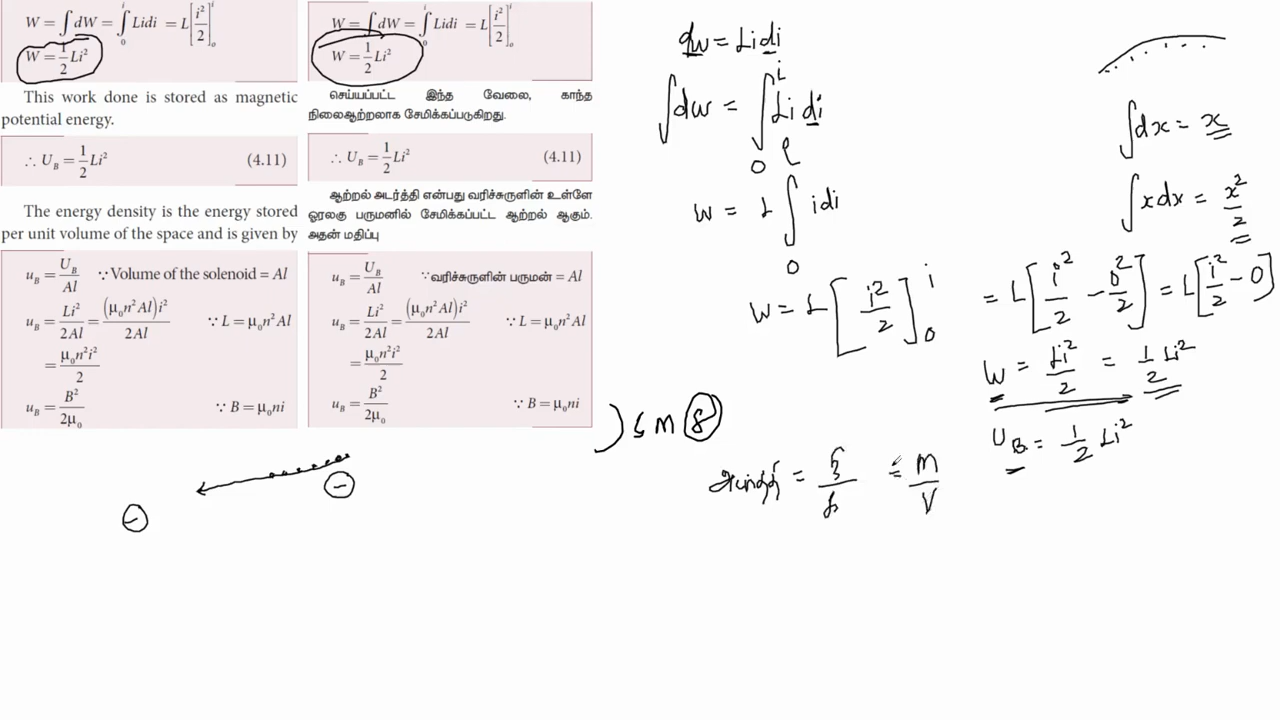 W = ∫dW = ∫₀ⁱ Lidi = L[i²/2]₀ⁱ
W = 1/2 Li²
This work done is stored as magnetic
potential energy.
∴ U_B = 1/2 Li² (4.11)
The energy density is the energy stored
per unit volume of the space and is given by
u_B = U_B/Al ∵ Volume of the solenoid = Al
u_B = Li²/2Al = (μ₀n²Al)i²/2Al ∵ L = μ₀n²Al
= μ₀n²i²/2
u_B = B²/2μ₀ ∵ B = μ₀ni
W = ∫dW = ∫₀ⁱ Lidi = L[i²/2]₀ⁱ
W = 1/2 Li²
செய்யப்பட்ட இந்த வேலை, காந்த
நிலைஆற்றலாக சேமிக்கப்படுகிறது.
∴ U_B = 1/2 Li² (4.11)
ஆற்றல் அடர்த்தி என்பது வரிச்சுருளின் உள்ளே
ஓரலகு பருமனில் சேமிக்கப்பட்ட ஆற்றல் ஆகும்.
அதன் மதிப்பு
u_B = U_B/Al ∵ வரிச்சுருளின் பருமன் = Al
u_B = Li²/2Al = (μ₀n²Al)i²/2Al ∵ L = μ₀n²Al
= μ₀n²i²/2
u_B = B²/2μ₀ ∵ B = μ₀ni
dw = Li di
∫dw = ∫₀ⁱ Li di
w = L ∫₀ⁱ idi
w = L[i²/2]₀ⁱ = L[i²/2 − 0²/2] = L[i²/2 − 0]
W = Li²/2 = 1/2 Li²
U_B = 1/2 Li²
∫dx = x
∫xdx = x²/2
= m/V